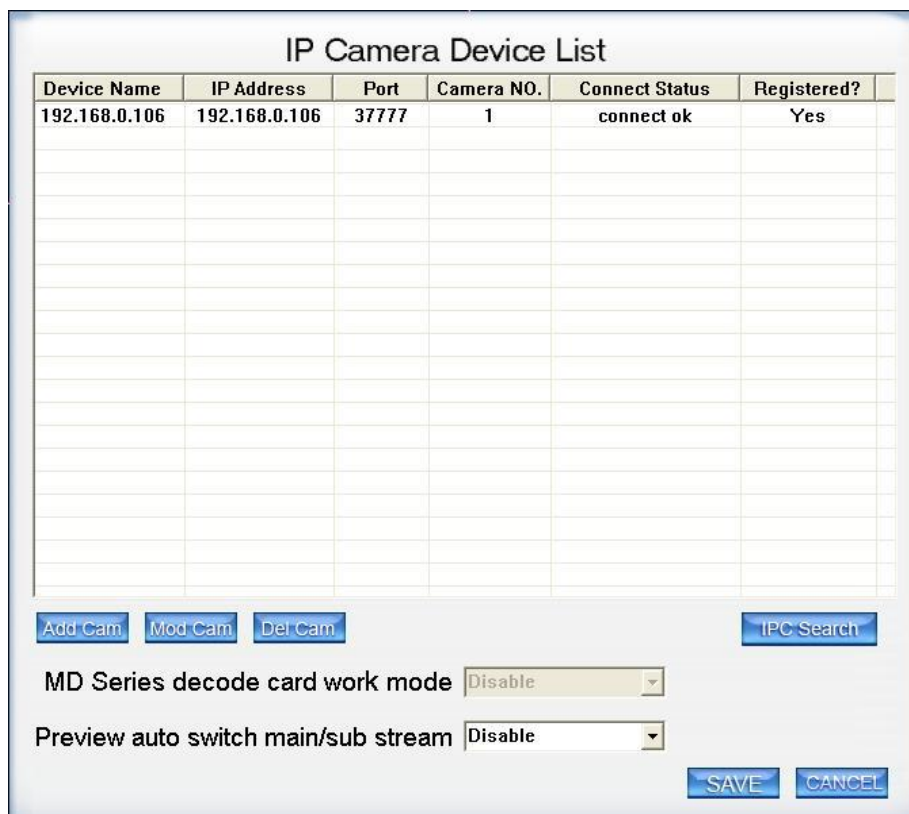 IP Camera Device List
Device Name IP Address Port Camera NO. Connect Status Registered?
192.168.0.106 192.168.0.106 37777 1 connect ok Yes
Add Cam Mod Cam Del Cam IPC Search
MD Series decode card work mode Disable
Preview auto switch main/sub stream Disable
SAVE CANCEL